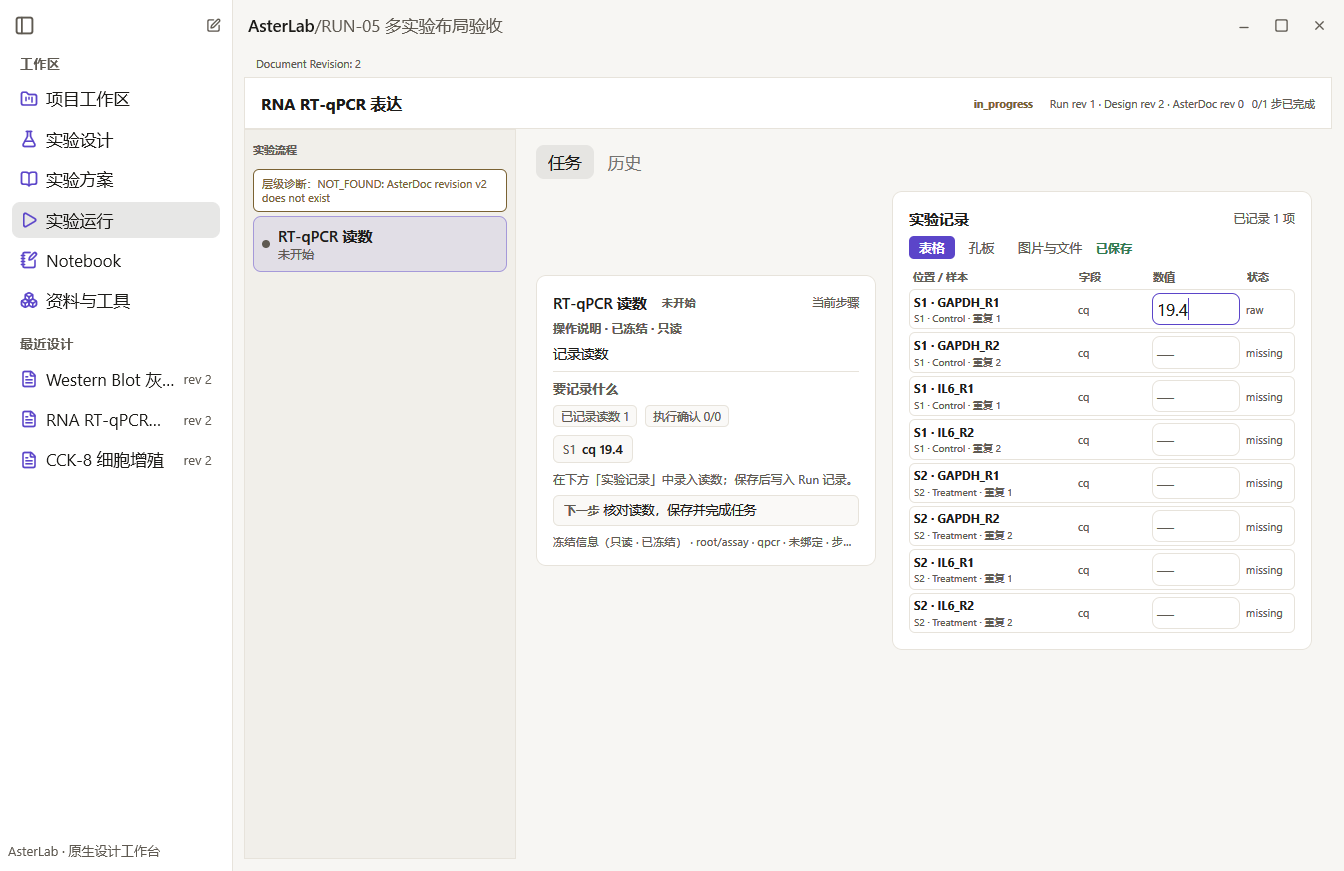 AsterLab/RUN-05 多实验布局验收
工作区
项目工作区
实验设计
实验方案
实验运行
Notebook
资料与工具
最近设计
Western Blot 灰... rev 2
RNA RT-qPCR... rev 2
CCK-8 细胞增殖 rev 2
AsterLab · 原生设计工作台
Document Revision: 2
RNA RT-qPCR 表达
in_progress Run rev 1 · Design rev 2 · AsterDoc rev 0 0/1 步已完成
实验流程
层级诊断：NOT_FOUND: AsterDoc revision v2
does not exist
RT-qPCR 读数
未开始
任务 历史
RT-qPCR 读数 未开始 当前步骤
操作说明 · 已冻结 · 只读
记录读数
要记录什么
已记录读数 1 执行确认 0/0
S1 cq 19.4
在下方「实验记录」中录入读数；保存后写入 Run 记录。
下一步 核对读数，保存并完成任务
冻结信息（只读 · 已冻结） · root/assay · qpcr · 未绑定 · 步...
实验记录 已记录 1 项
表格 孔板 图片与文件 已保存
位置 / 样本 字段 数值 状态
S1 · GAPDH_R1
S1 · Control · 重复 1
cq 19.4 raw
S1 · GAPDH_R2
S1 · Control · 重复 2
cq — missing
S1 · IL6_R1
S1 · Control · 重复 1
cq — missing
S1 · IL6_R2
S1 · Control · 重复 2
cq — missing
S2 · GAPDH_R1
S2 · Treatment · 重复 1
cq — missing
S2 · GAPDH_R2
S2 · Treatment · 重复 2
cq — missing
S2 · IL6_R1
S2 · Treatment · 重复 1
cq — missing
S2 · IL6_R2
S2 · Treatment · 重复 2
cq — missing